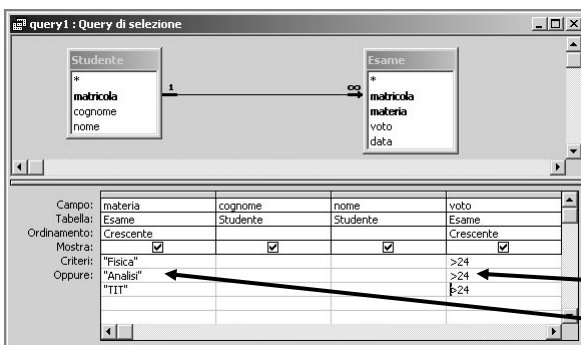 query1 : Query di selezione
Studente
*
matricola
cognome
nome
1
∞
Esame
*
matricola
materia
voto
data
Campo: materia cognome nome voto
Tabella: Esame Studente Studente Esame
Ordinamento: Crescente Crescente
Mostra:
Criteri: "Fisica" >24
Oppure: "Analisi" >24
"TIT" >24